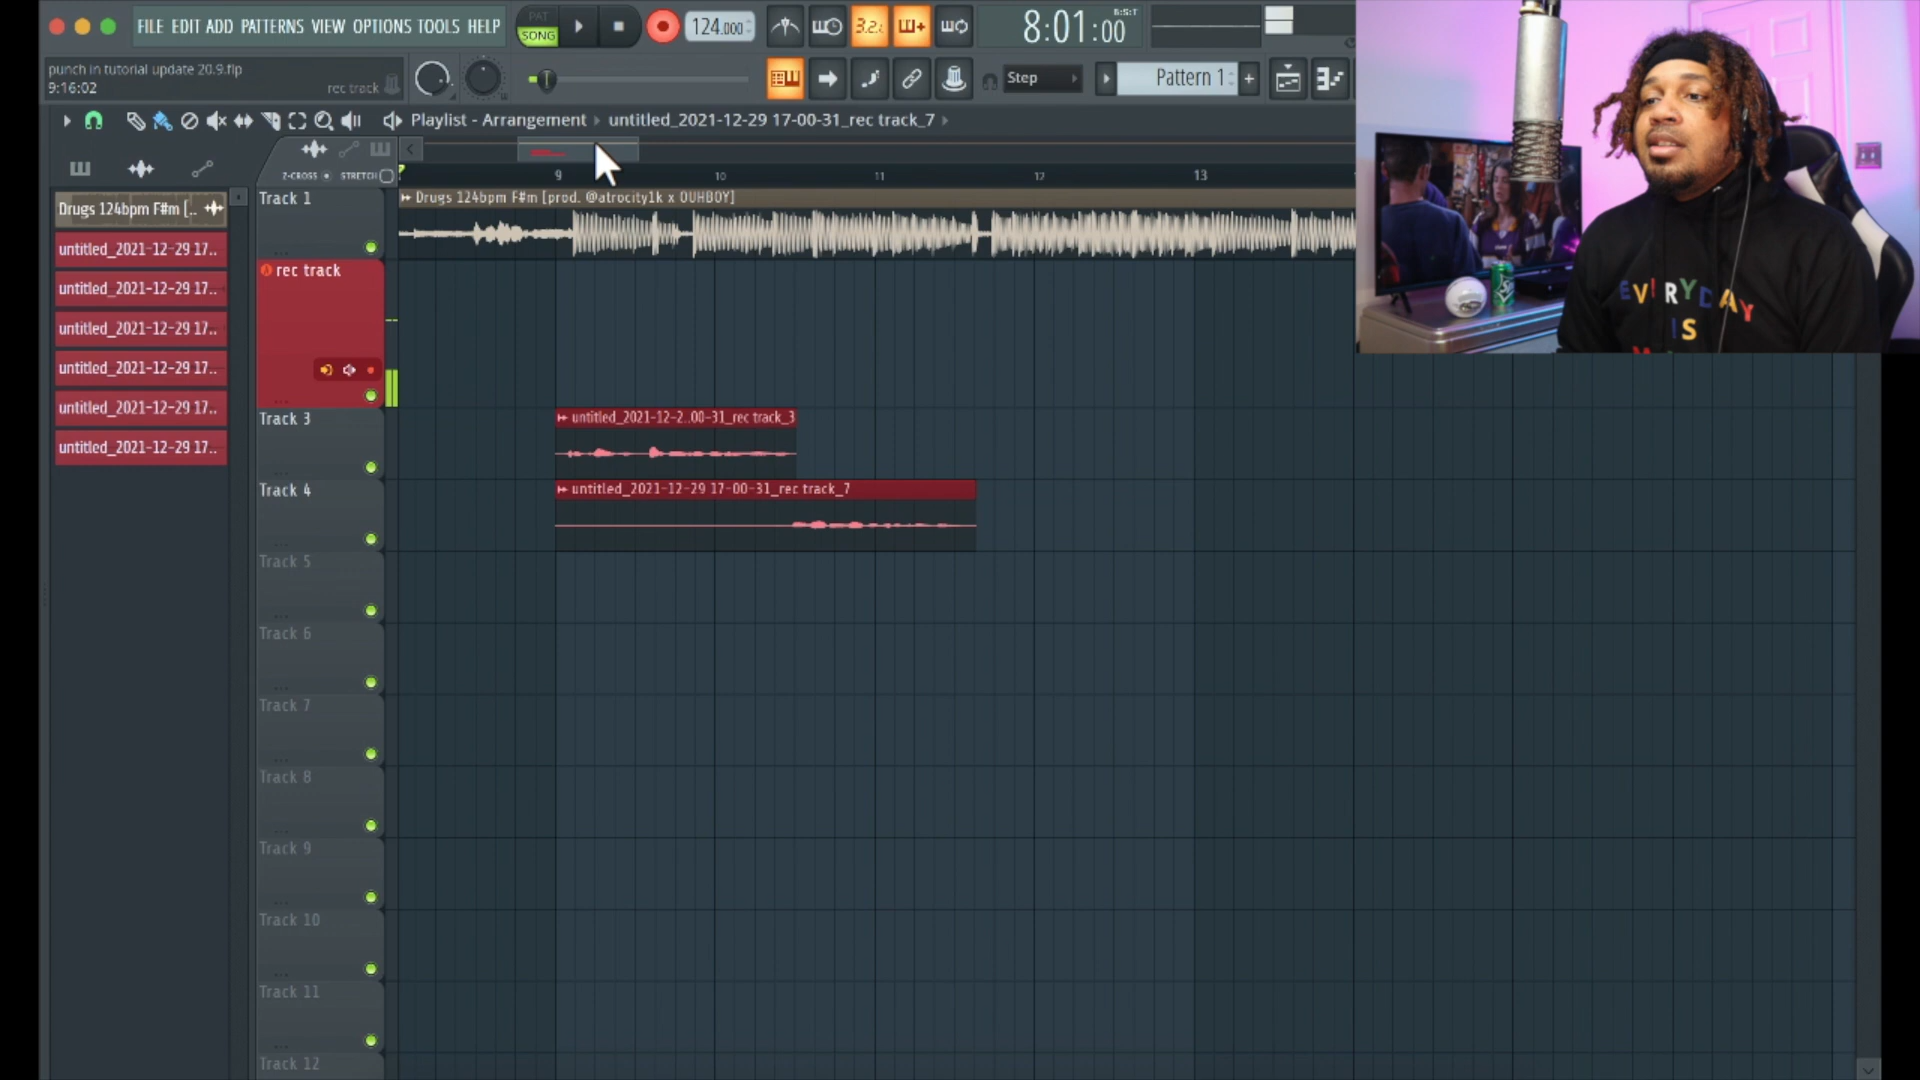 FILE EDIT ADD PATTERNS VIEW OPTIONS TOOLS HELP
PAT
SONG
124.000
3.2.
8:01:00
B:S:T
punch in tutorial update 20.9.flp
9:16:02
rec track
Step
Pattern 1
+
Playlist - Arrangement
untitled_2021-12-29 17-00-31_rec track_7
Z-CROSS
STRETCH
9
10
11
12
13
Drugs 124bpm F#m [..
untitled_2021-12-29 17..
untitled_2021-12-29 17..
untitled_2021-12-29 17..
untitled_2021-12-29 17..
untitled_2021-12-29 17..
untitled_2021-12-29 17..
Track 1
Drugs 124bpm F#m [prod. @atrocity1k x OUHBOY]
rec track
Track 3
untitled_2021-12-2..00-31_rec track_3
Track 4
untitled_2021-12-29 17-00-31_rec track_7
Track 5
Track 6
Track 7
Track 8
Track 9
Track 10
Track 11
Track 12
EVERYDAY
IS